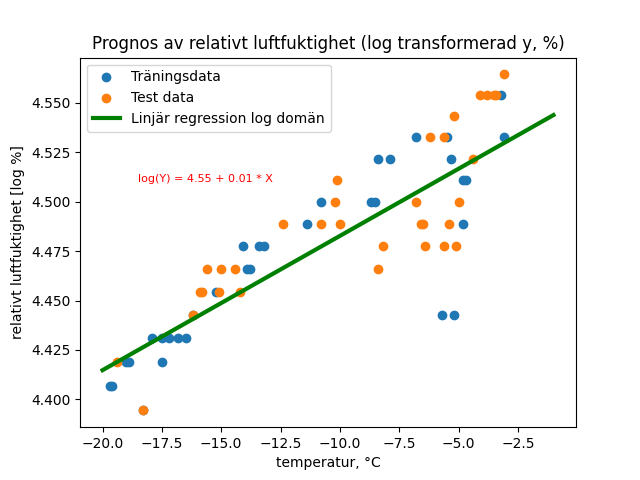 Prognos av relativt luftfuktighet (log transformerad y, %)
Träningsdata
Test data
Linjär regression log domän
log(Y) = 4.55 + 0.01 * X
relativt luftfuktighet [log %]
4.550
4.525
4.500
4.475
4.450
4.425
4.400
−20.0 −17.5 −15.0 −12.5 −10.0 −7.5 −5.0 −2.5
temperatur, °C